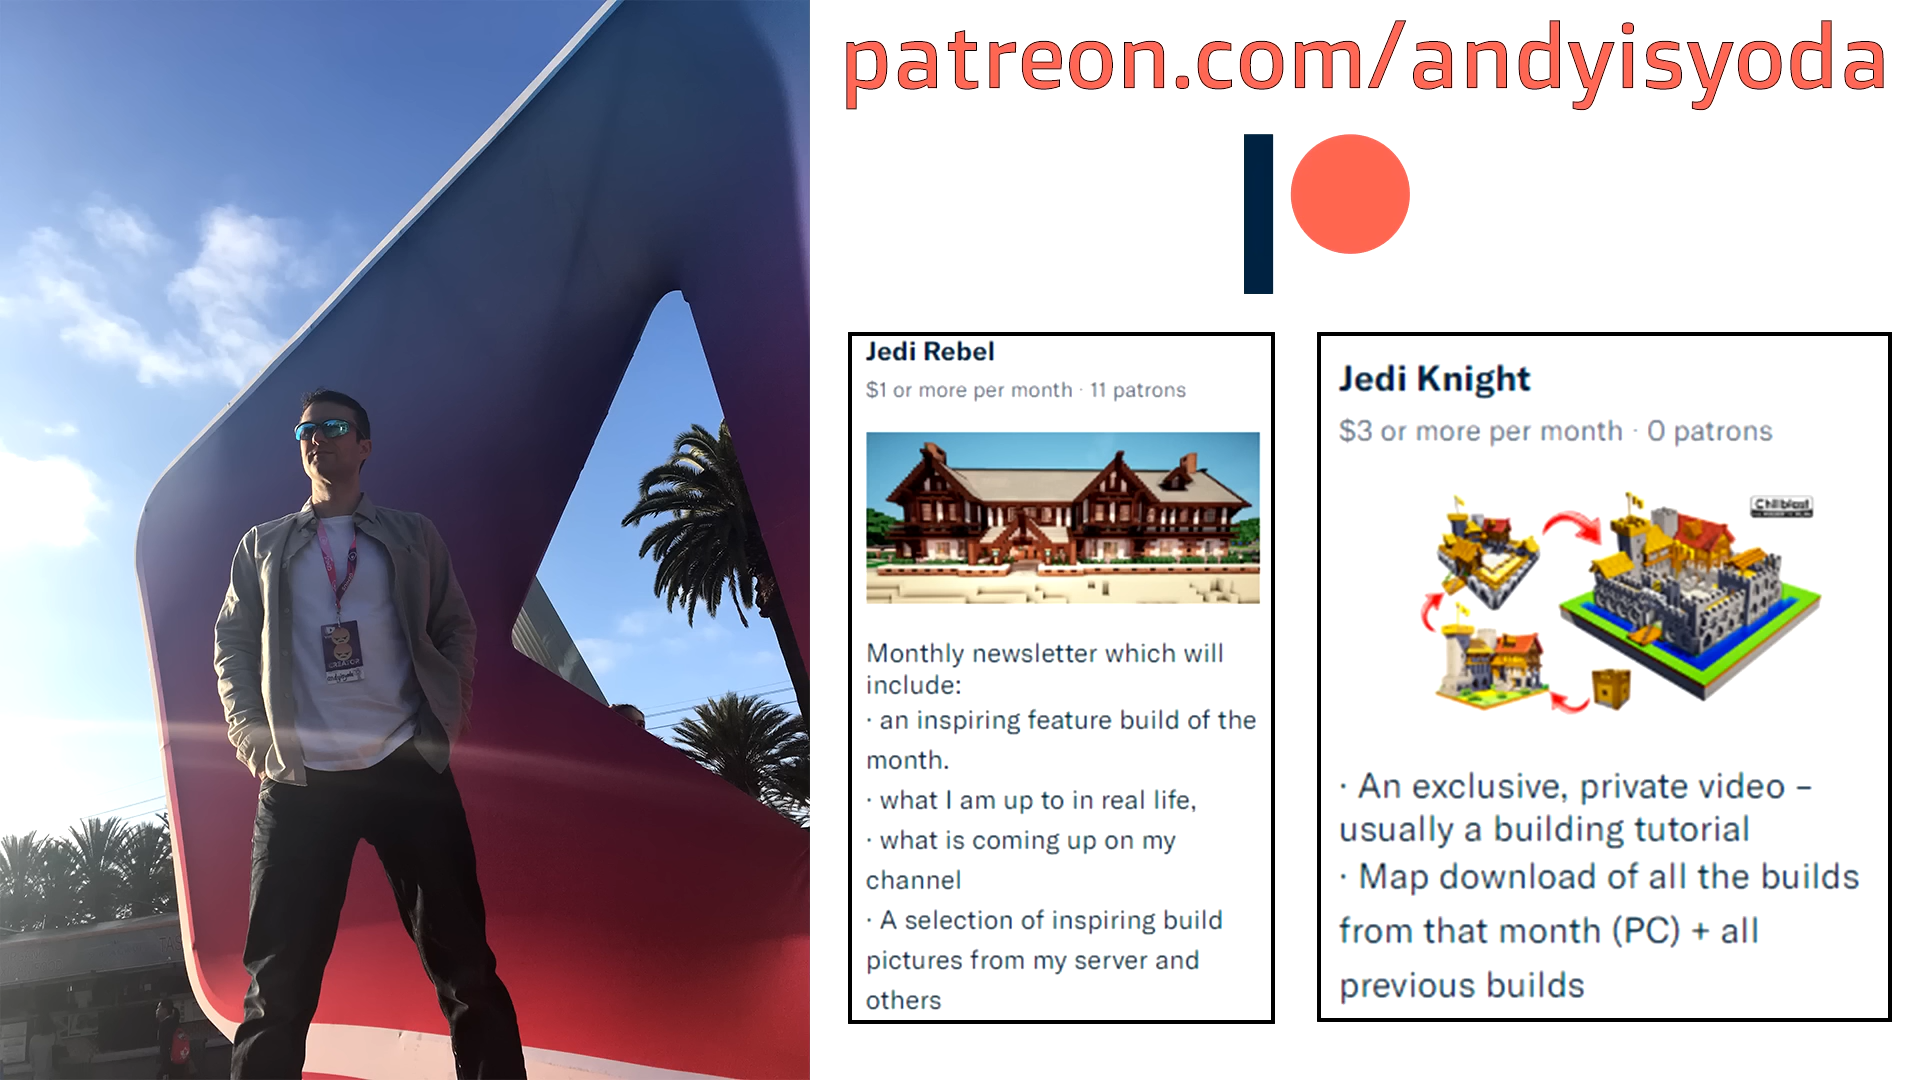 patreon.com/andyisyoda
Jedi Rebel
$1 or more per month · 11 patrons
Monthly newsletter which will
include:
· an inspiring feature build of the
month.
· what I am up to in real life,
· what is coming up on my
channel
· A selection of inspiring build
pictures from my server and
others
Jedi Knight
$3 or more per month · 0 patrons
Chillblast
· An exclusive, private video –
usually a building tutorial
· Map download of all the builds
from that month (PC) + all
previous builds
CREATOR
andyisyoda